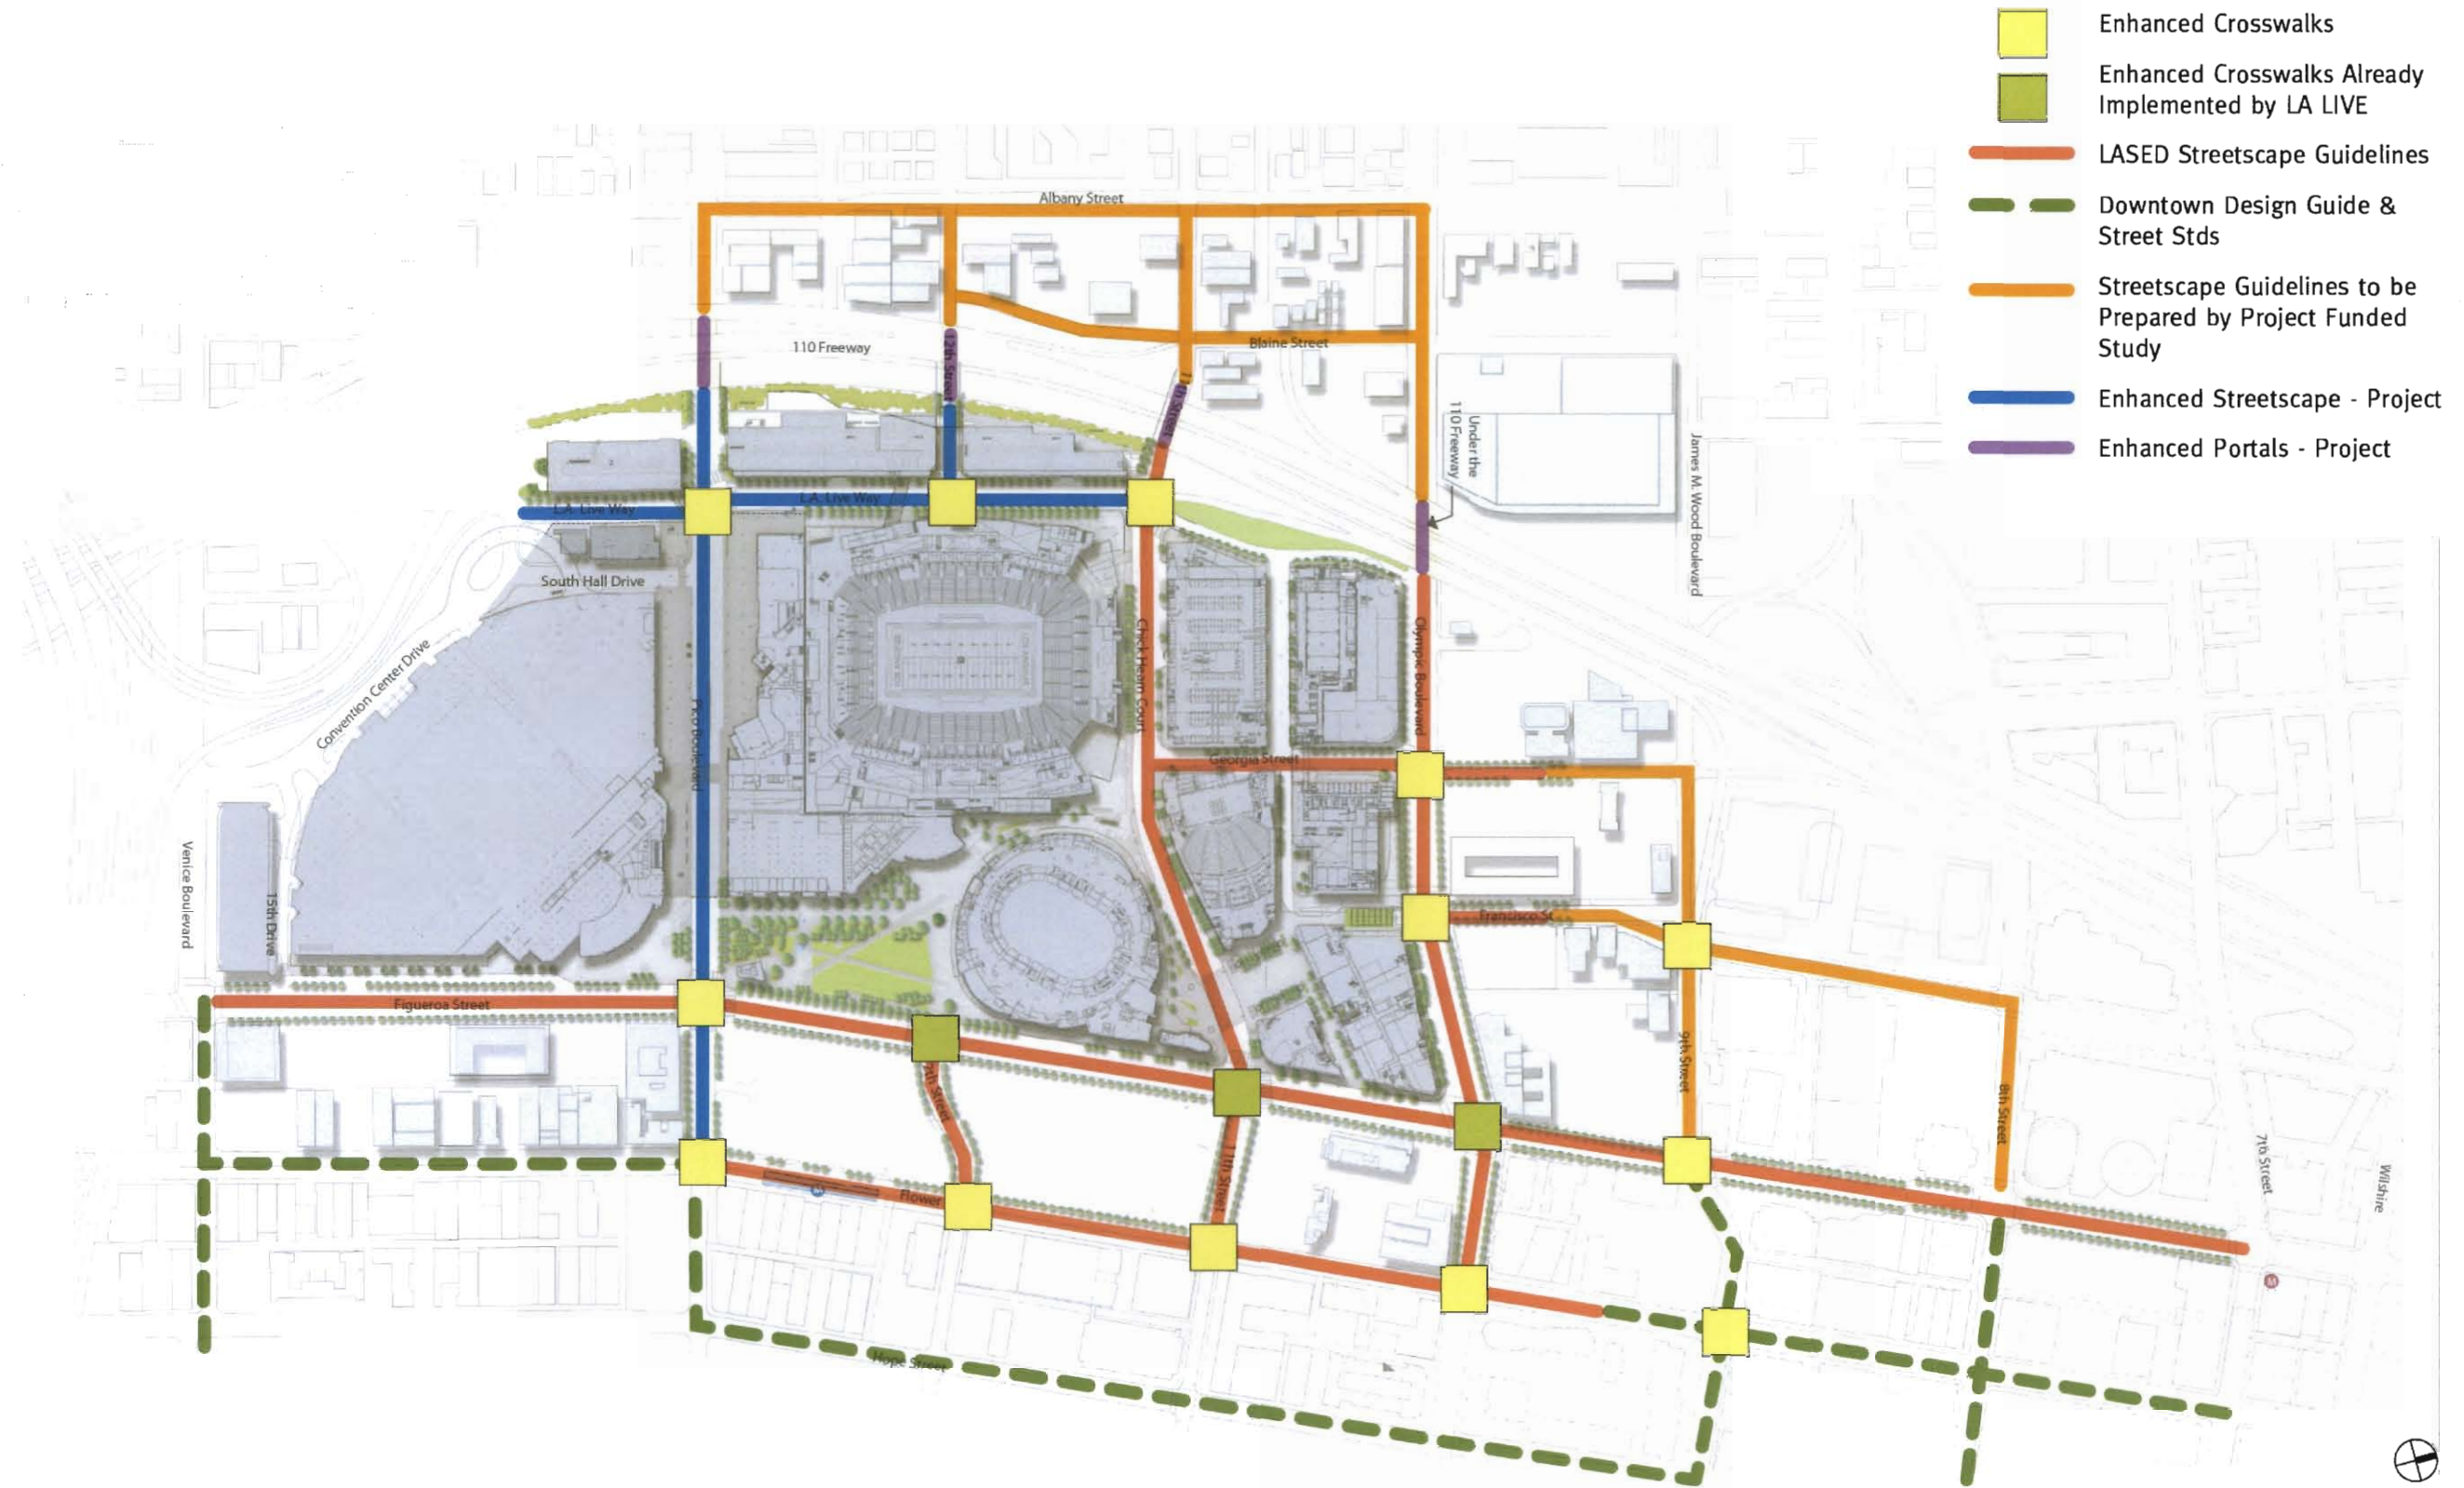 Enhanced Crosswalks
Enhanced Crosswalks Already
Implemented by LA LIVE
LASED Streetscape Guidelines
Downtown Design Guide &
Street Stds
Streetscape Guidelines to be
Prepared by Project Funded
Study
Enhanced Streetscape - Project
Enhanced Portals - Project
Albany Street
110 Freeway
12th Street
Blaine Street
Under the
110 Freeway
James M. Wood Boulevard
L.A. Live Way
L.A. Live Way
South Hall Drive
Convention Center Drive
Pico Boulevard
Chick Hearn Court
Olympic Boulevard
Georgia Street
Venice Boulevard
15th Drive
Francisco St
Figueroa Street
9th Street
8th Street
7th Street
Wilshire
11th Street
Flower
M
Hope Street